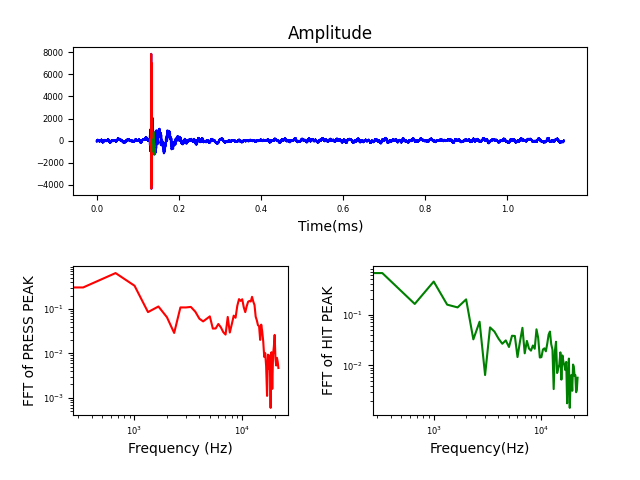 Amplitude
8000
6000
4000
2000
0
−2000
−4000
0.0 0.2 0.4 0.6 0.8 1.0
Time(ms)
FFT of PRESS PEAK
10⁻¹
10⁻²
10⁻³
10³ 10⁴
Frequency (Hz)
FFT of HIT PEAK
10⁻¹
10⁻²
10³ 10⁴
Frequency(Hz)